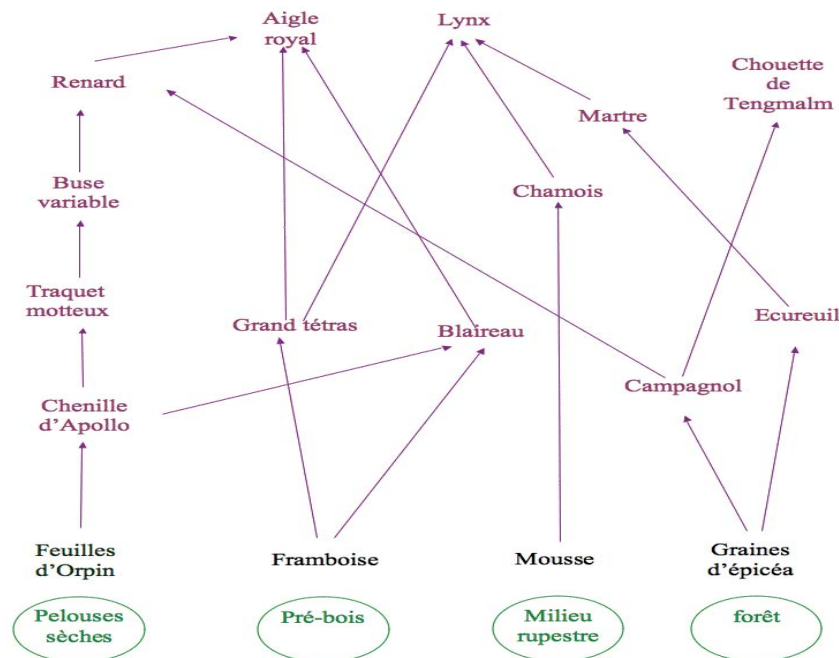 Aigle
royal
Lynx
Renard
Chouette
de
Tengmalm
Martre
Buse
variable
Chamois
Traquet
motteux
Grand tétras
Blaireau
Ecureuil
Campagnol
Chenille
d'Apollo
Feuilles
d'Orpin
Framboise
Mousse
Graines
d'épicéa
Pelouses
sèches
Pré-bois
Milieu
rupestre
forêt